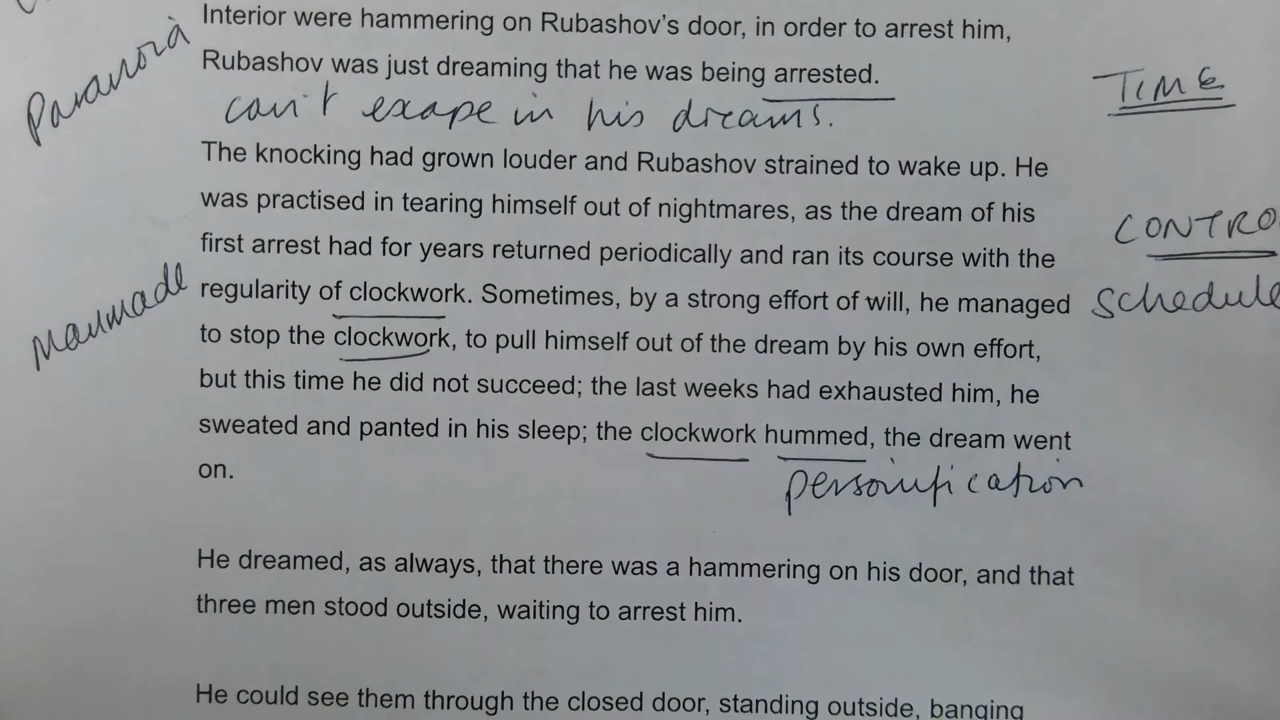 Interior were hammering on Rubashov's door, in order to arrest him,
Paranoia
Rubashov was just dreaming that he was being arrested.
TIME
can't exape in his dreams.
The knocking had grown louder and Rubashov strained to wake up. He
was practised in tearing himself out of nightmares, as the dream of his
CONTRO
first arrest had for years returned periodically and ran its course with the
Manmade
regularity of clockwork. Sometimes, by a strong effort of will, he managed
Schedule
to stop the clockwork, to pull himself out of the dream by his own effort,
but this time he did not succeed; the last weeks had exhausted him, he
sweated and panted in his sleep; the clockwork hummed, the dream went
on.
personification
He dreamed, as always, that there was a hammering on his door, and that
three men stood outside, waiting to arrest him.
He could see them through the closed door, standing outside, banging